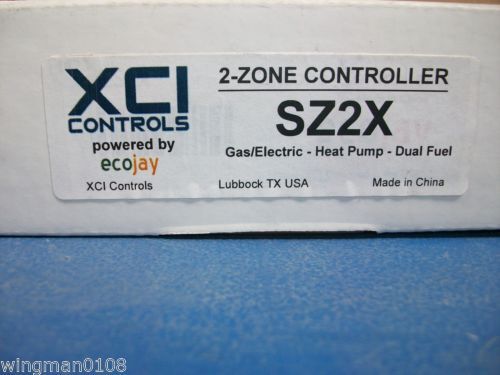 XCI
CONTROLS
powered by
ecojay
XCI Controls
2-ZONE CONTROLLER
SZ2X
Gas/Electric - Heat Pump - Dual Fuel
Lubbock TX USA
Made in China
wingman0108